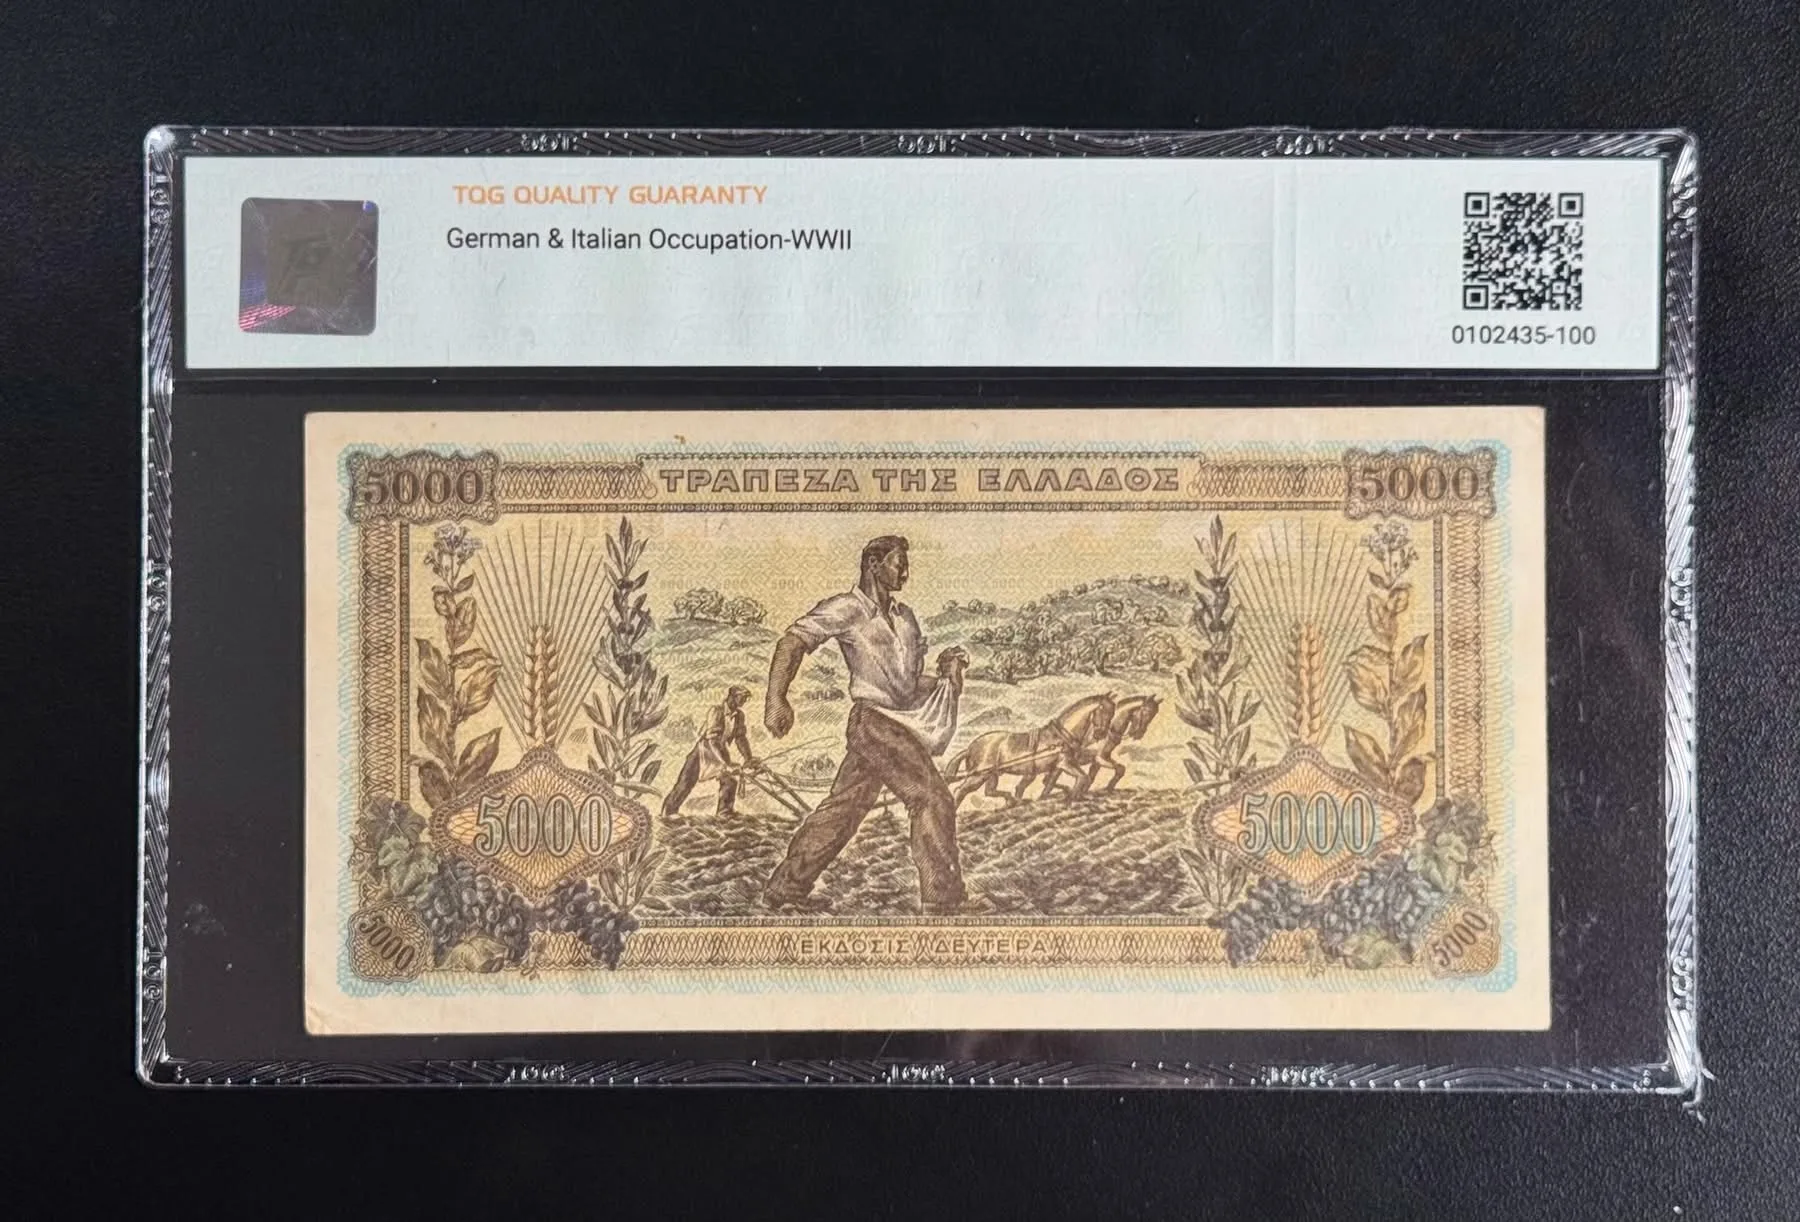 TQG QUALITY GUARANTY
German & Italian Occupation-WWII
0102435-100
5000 ΤΡΑΠΕΖΑ ΤΗΣ ΕΛΛΑΔΟΣ 5000
5000 5000
5000 ΕΚΔΟΣΙΣ ΔΕΥΤΕΡΑ 5000